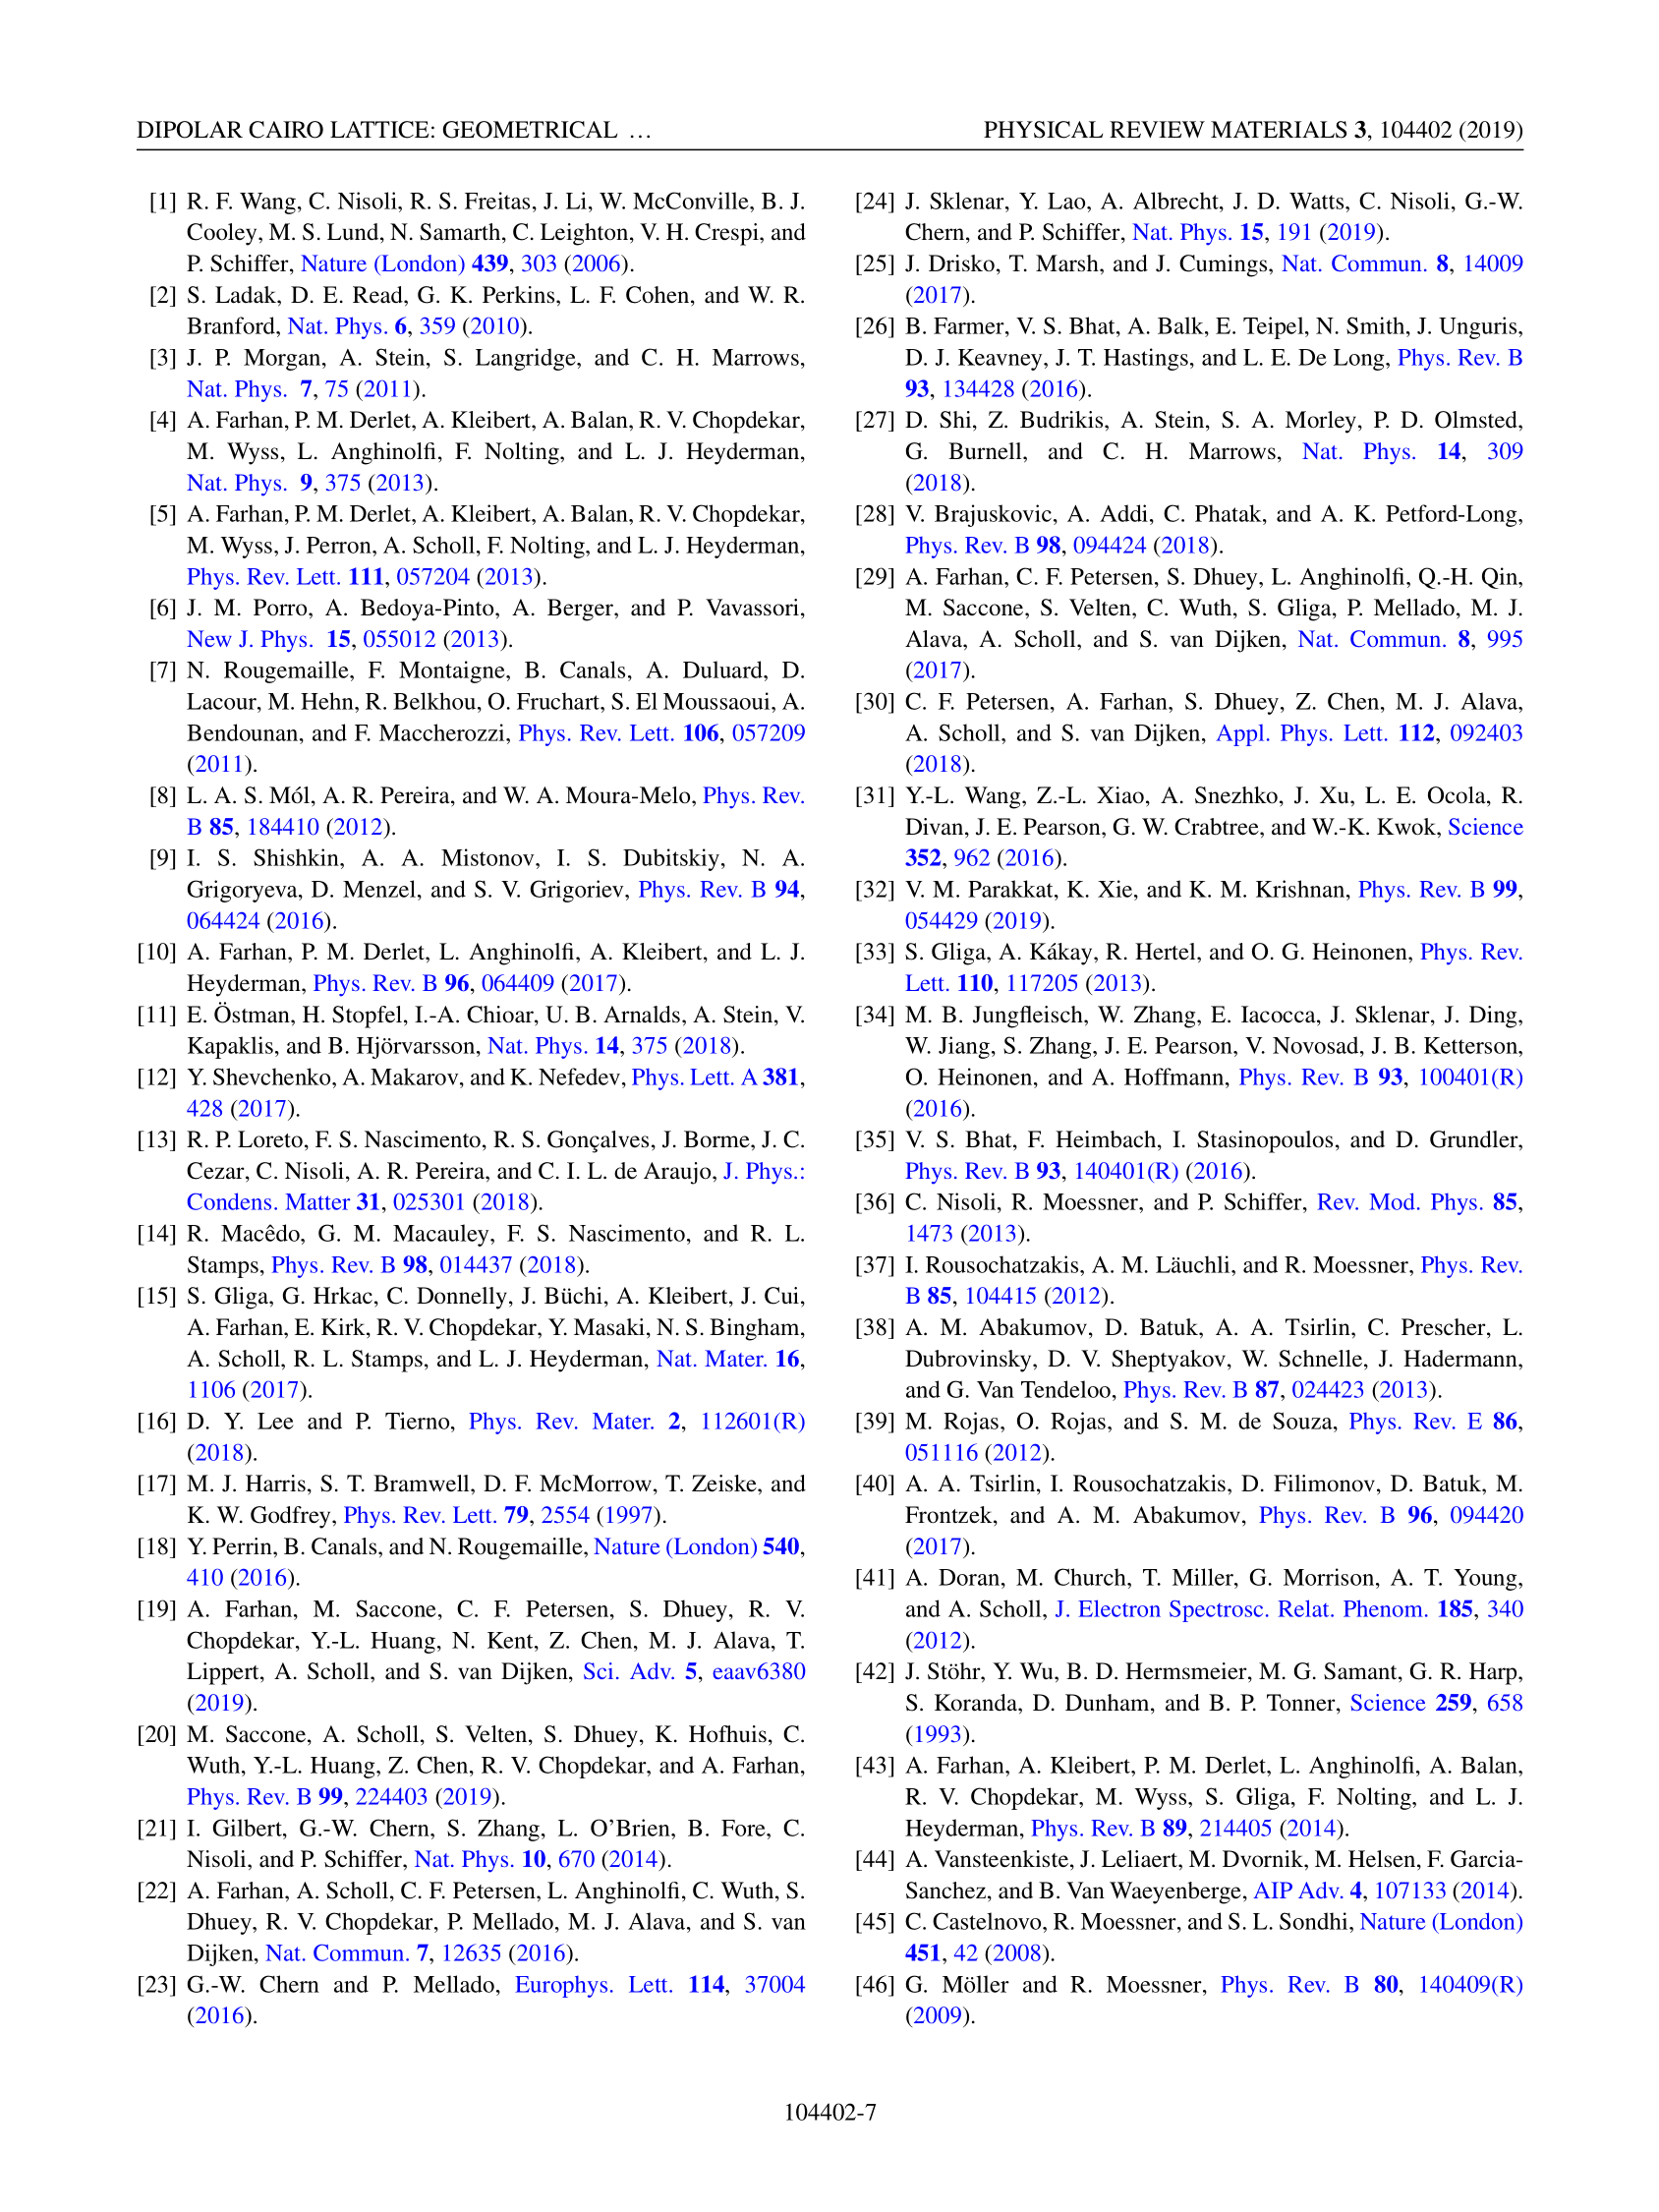 DIPOLAR CAIRO LATTICE: GEOMETRICAL …
PHYSICAL REVIEW MATERIALS 3, 104402 (2019)
[1] R. F. Wang, C. Nisoli, R. S. Freitas, J. Li, W. McConville, B. J.
Cooley, M. S. Lund, N. Samarth, C. Leighton, V. H. Crespi, and
P. Schiffer, Nature (London) 439, 303 (2006).
[2] S. Ladak, D. E. Read, G. K. Perkins, L. F. Cohen, and W. R.
Branford, Nat. Phys. 6, 359 (2010).
[3] J. P. Morgan, A. Stein, S. Langridge, and C. H. Marrows,
Nat. Phys. 7, 75 (2011).
[4] A. Farhan, P. M. Derlet, A. Kleibert, A. Balan, R. V. Chopdekar,
M. Wyss, L. Anghinolfi, F. Nolting, and L. J. Heyderman,
Nat. Phys. 9, 375 (2013).
[5] A. Farhan, P. M. Derlet, A. Kleibert, A. Balan, R. V. Chopdekar,
M. Wyss, J. Perron, A. Scholl, F. Nolting, and L. J. Heyderman,
Phys. Rev. Lett. 111, 057204 (2013).
[6] J. M. Porro, A. Bedoya-Pinto, A. Berger, and P. Vavassori,
New J. Phys. 15, 055012 (2013).
[7] N. Rougemaille, F. Montaigne, B. Canals, A. Duluard, D.
Lacour, M. Hehn, R. Belkhou, O. Fruchart, S. El Moussaoui, A.
Bendounan, and F. Maccherozzi, Phys. Rev. Lett. 106, 057209
(2011).
[8] L. A. S. Mól, A. R. Pereira, and W. A. Moura-Melo, Phys. Rev.
B 85, 184410 (2012).
[9] I. S. Shishkin, A. A. Mistonov, I. S. Dubitskiy, N. A.
Grigoryeva, D. Menzel, and S. V. Grigoriev, Phys. Rev. B 94,
064424 (2016).
[10] A. Farhan, P. M. Derlet, L. Anghinolfi, A. Kleibert, and L. J.
Heyderman, Phys. Rev. B 96, 064409 (2017).
[11] E. Östman, H. Stopfel, I.-A. Chioar, U. B. Arnalds, A. Stein, V.
Kapaklis, and B. Hjörvarsson, Nat. Phys. 14, 375 (2018).
[12] Y. Shevchenko, A. Makarov, and K. Nefedev, Phys. Lett. A 381,
428 (2017).
[13] R. P. Loreto, F. S. Nascimento, R. S. Gonçalves, J. Borme, J. C.
Cezar, C. Nisoli, A. R. Pereira, and C. I. L. de Araujo, J. Phys.:
Condens. Matter 31, 025301 (2018).
[14] R. Macêdo, G. M. Macauley, F. S. Nascimento, and R. L.
Stamps, Phys. Rev. B 98, 014437 (2018).
[15] S. Gliga, G. Hrkac, C. Donnelly, J. Büchi, A. Kleibert, J. Cui,
A. Farhan, E. Kirk, R. V. Chopdekar, Y. Masaki, N. S. Bingham,
A. Scholl, R. L. Stamps, and L. J. Heyderman, Nat. Mater. 16,
1106 (2017).
[16] D. Y. Lee and P. Tierno, Phys. Rev. Mater. 2, 112601(R)
(2018).
[17] M. J. Harris, S. T. Bramwell, D. F. McMorrow, T. Zeiske, and
K. W. Godfrey, Phys. Rev. Lett. 79, 2554 (1997).
[18] Y. Perrin, B. Canals, and N. Rougemaille, Nature (London) 540,
410 (2016).
[19] A. Farhan, M. Saccone, C. F. Petersen, S. Dhuey, R. V.
Chopdekar, Y.-L. Huang, N. Kent, Z. Chen, M. J. Alava, T.
Lippert, A. Scholl, and S. van Dijken, Sci. Adv. 5, eaav6380
(2019).
[20] M. Saccone, A. Scholl, S. Velten, S. Dhuey, K. Hofhuis, C.
Wuth, Y.-L. Huang, Z. Chen, R. V. Chopdekar, and A. Farhan,
Phys. Rev. B 99, 224403 (2019).
[21] I. Gilbert, G.-W. Chern, S. Zhang, L. O’Brien, B. Fore, C.
Nisoli, and P. Schiffer, Nat. Phys. 10, 670 (2014).
[22] A. Farhan, A. Scholl, C. F. Petersen, L. Anghinolfi, C. Wuth, S.
Dhuey, R. V. Chopdekar, P. Mellado, M. J. Alava, and S. van
Dijken, Nat. Commun. 7, 12635 (2016).
[23] G.-W. Chern and P. Mellado, Europhys. Lett. 114, 37004
(2016).
[24] J. Sklenar, Y. Lao, A. Albrecht, J. D. Watts, C. Nisoli, G.-W.
Chern, and P. Schiffer, Nat. Phys. 15, 191 (2019).
[25] J. Drisko, T. Marsh, and J. Cumings, Nat. Commun. 8, 14009
(2017).
[26] B. Farmer, V. S. Bhat, A. Balk, E. Teipel, N. Smith, J. Unguris,
D. J. Keavney, J. T. Hastings, and L. E. De Long, Phys. Rev. B
93, 134428 (2016).
[27] D. Shi, Z. Budrikis, A. Stein, S. A. Morley, P. D. Olmsted,
G. Burnell, and C. H. Marrows, Nat. Phys. 14, 309
(2018).
[28] V. Brajuskovic, A. Addi, C. Phatak, and A. K. Petford-Long,
Phys. Rev. B 98, 094424 (2018).
[29] A. Farhan, C. F. Petersen, S. Dhuey, L. Anghinolfi, Q.-H. Qin,
M. Saccone, S. Velten, C. Wuth, S. Gliga, P. Mellado, M. J.
Alava, A. Scholl, and S. van Dijken, Nat. Commun. 8, 995
(2017).
[30] C. F. Petersen, A. Farhan, S. Dhuey, Z. Chen, M. J. Alava,
A. Scholl, and S. van Dijken, Appl. Phys. Lett. 112, 092403
(2018).
[31] Y.-L. Wang, Z.-L. Xiao, A. Snezhko, J. Xu, L. E. Ocola, R.
Divan, J. E. Pearson, G. W. Crabtree, and W.-K. Kwok, Science
352, 962 (2016).
[32] V. M. Parakkat, K. Xie, and K. M. Krishnan, Phys. Rev. B 99,
054429 (2019).
[33] S. Gliga, A. Kákay, R. Hertel, and O. G. Heinonen, Phys. Rev.
Lett. 110, 117205 (2013).
[34] M. B. Jungfleisch, W. Zhang, E. Iacocca, J. Sklenar, J. Ding,
W. Jiang, S. Zhang, J. E. Pearson, V. Novosad, J. B. Ketterson,
O. Heinonen, and A. Hoffmann, Phys. Rev. B 93, 100401(R)
(2016).
[35] V. S. Bhat, F. Heimbach, I. Stasinopoulos, and D. Grundler,
Phys. Rev. B 93, 140401(R) (2016).
[36] C. Nisoli, R. Moessner, and P. Schiffer, Rev. Mod. Phys. 85,
1473 (2013).
[37] I. Rousochatzakis, A. M. Läuchli, and R. Moessner, Phys. Rev.
B 85, 104415 (2012).
[38] A. M. Abakumov, D. Batuk, A. A. Tsirlin, C. Prescher, L.
Dubrovinsky, D. V. Sheptyakov, W. Schnelle, J. Hadermann,
and G. Van Tendeloo, Phys. Rev. B 87, 024423 (2013).
[39] M. Rojas, O. Rojas, and S. M. de Souza, Phys. Rev. E 86,
051116 (2012).
[40] A. A. Tsirlin, I. Rousochatzakis, D. Filimonov, D. Batuk, M.
Frontzek, and A. M. Abakumov, Phys. Rev. B 96, 094420
(2017).
[41] A. Doran, M. Church, T. Miller, G. Morrison, A. T. Young,
and A. Scholl, J. Electron Spectrosc. Relat. Phenom. 185, 340
(2012).
[42] J. Stöhr, Y. Wu, B. D. Hermsmeier, M. G. Samant, G. R. Harp,
S. Koranda, D. Dunham, and B. P. Tonner, Science 259, 658
(1993).
[43] A. Farhan, A. Kleibert, P. M. Derlet, L. Anghinolfi, A. Balan,
R. V. Chopdekar, M. Wyss, S. Gliga, F. Nolting, and L. J.
Heyderman, Phys. Rev. B 89, 214405 (2014).
[44] A. Vansteenkiste, J. Leliaert, M. Dvornik, M. Helsen, F. Garcia-
Sanchez, and B. Van Waeyenberge, AIP Adv. 4, 107133 (2014).
[45] C. Castelnovo, R. Moessner, and S. L. Sondhi, Nature (London)
451, 42 (2008).
[46] G. Möller and R. Moessner, Phys. Rev. B 80, 140409(R)
(2009).
104402-7